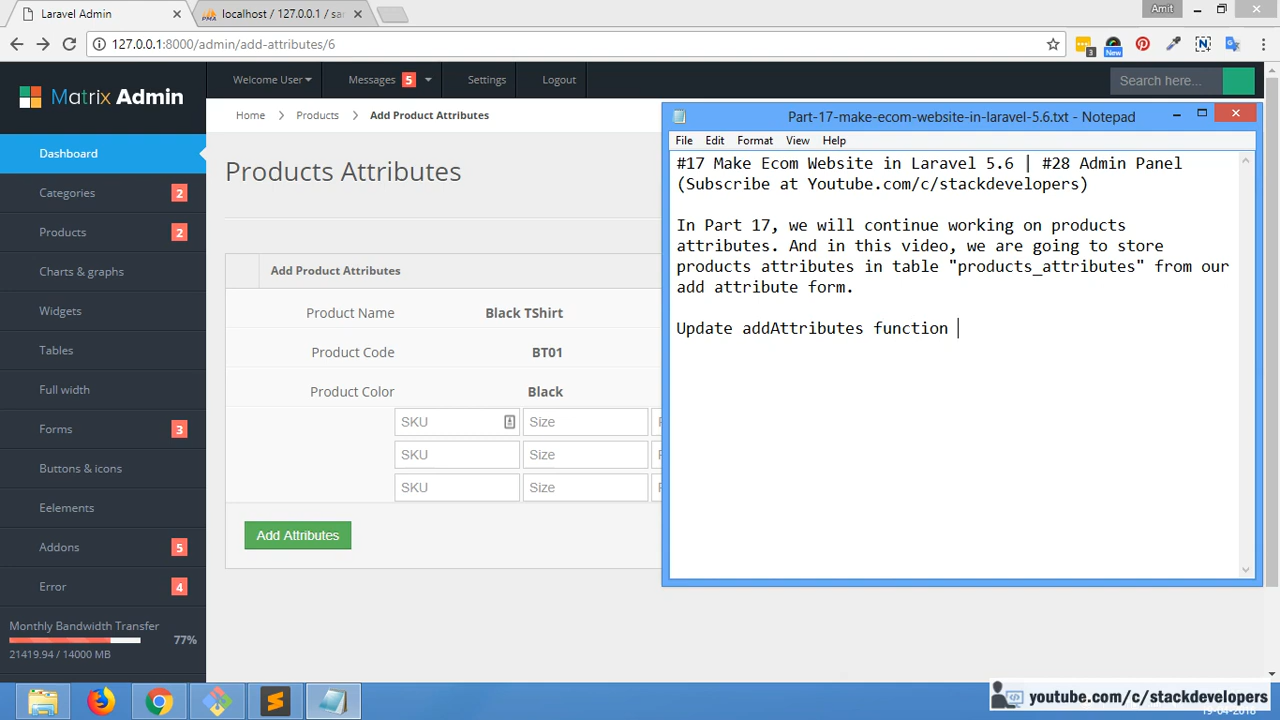 Laravel Admin
localhost / 127.0.0.1 / sar
Amit
127.0.0.1:8000/admin/add-attributes/6
3
New
Matrix Admin
Welcome User
Messages 5
Settings
Logout
Search here...
Home
Products
Add Product Attributes
Dashboard
Categories 2
Products 2
Charts & graphs
Widgets
Tables
Full width
Forms 3
Buttons & icons
Eelements
Addons 5
Error 4
Monthly Bandwidth Transfer
77%
21419.94 / 14000 MB
Products Attributes
Add Product Attributes
Product Name Black TShirt
Product Code BT01
Product Color Black
SKU Size
SKU Size
SKU Size
Add Attributes
Part-17-make-ecom-website-in-laravel-5.6.txt - Notepad
File Edit Format View Help
#17 Make Ecom Website in Laravel 5.6 | #28 Admin Panel
(Subscribe at Youtube.com/c/stackdevelopers)
In Part 17, we will continue working on products
attributes. And in this video, we are going to store
products attributes in table "products_attributes" from our
add attribute form.
Update addAttributes function
youtube.com/c/stackdevelopers